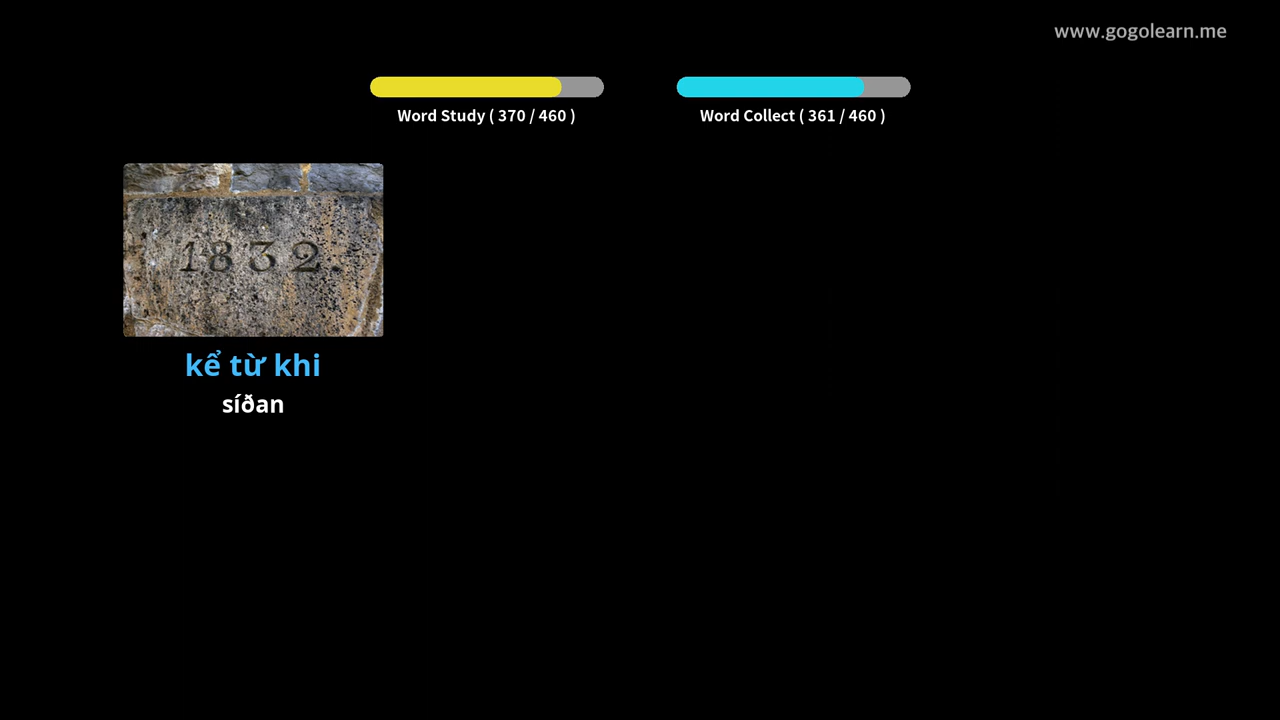 www.gogolearn.me
Word Study ( 370 / 460 )
Word Collect ( 361 / 460 )
1832.
kể từ khi
síðan